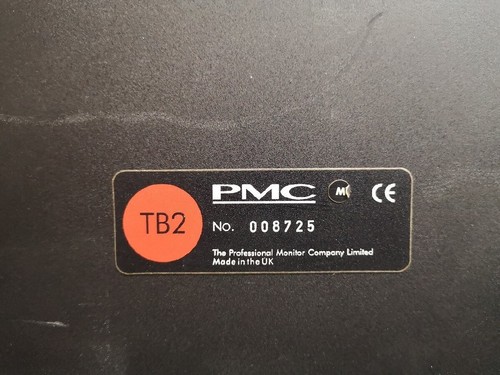 PMC M CE
TB2 No. 008725
The Professional Monitor Company Limited
Made in the UK